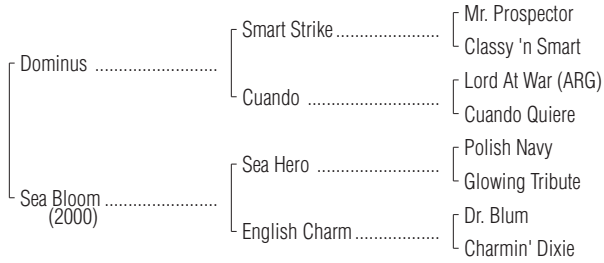 Mr. Prospector
Smart Strike
Classy 'n Smart
Dominus
Lord At War (ARG)
Cuando
Cuando Quiere
Polish Navy
Sea Hero
Glowing Tribute
Sea Bloom
(2000)
Dr. Blum
English Charm
Charmin' Dixie